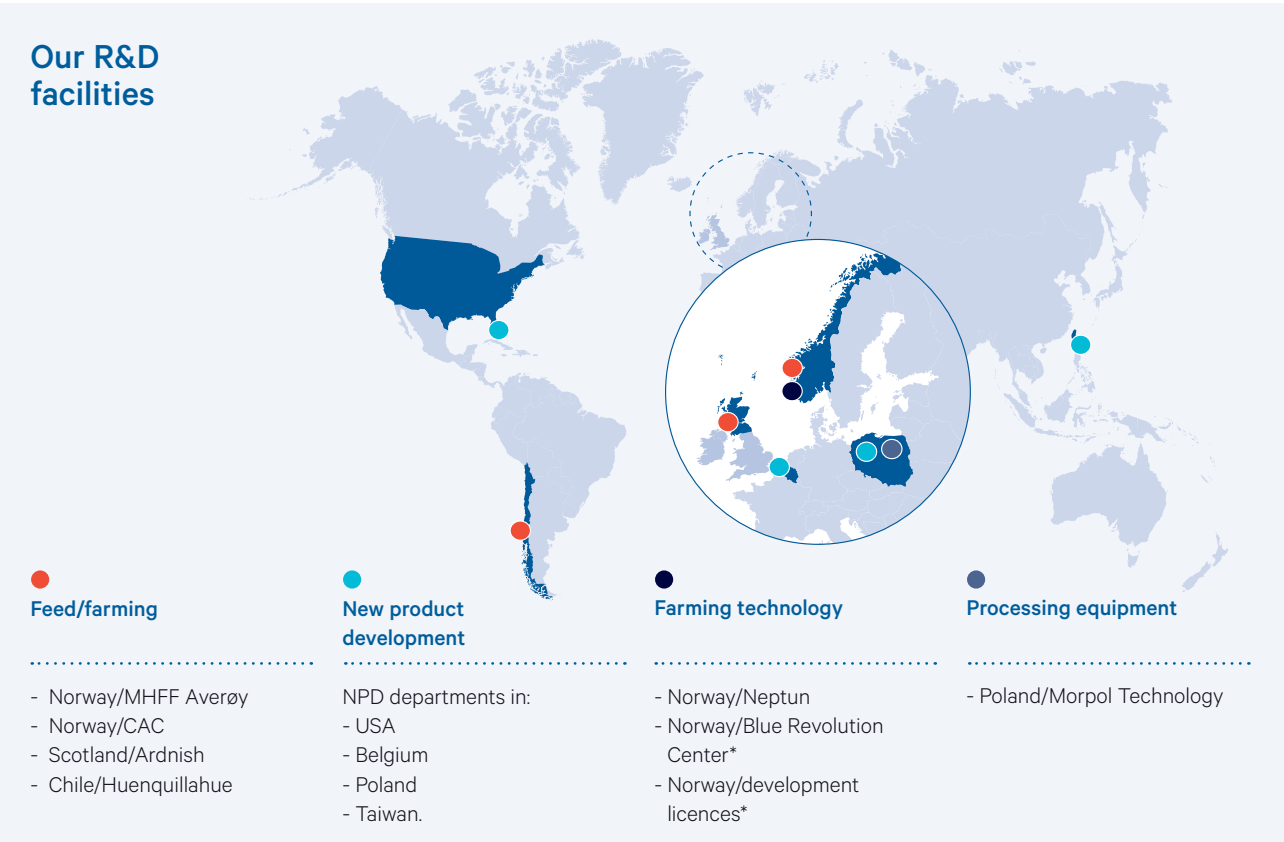 Our R&D
facilities
Feed/farming
- Norway/MHFF Averøy
- Norway/CAC
- Scotland/Ardnish
- Chile/Huenquillahue
New product
development
NPD departments in:
- USA
- Belgium
- Poland
- Taiwan.
Farming technology
- Norway/Neptun
- Norway/Blue Revolution
Center*
- Norway/development
licences*
Processing equipment
- Poland/Morpol Technology